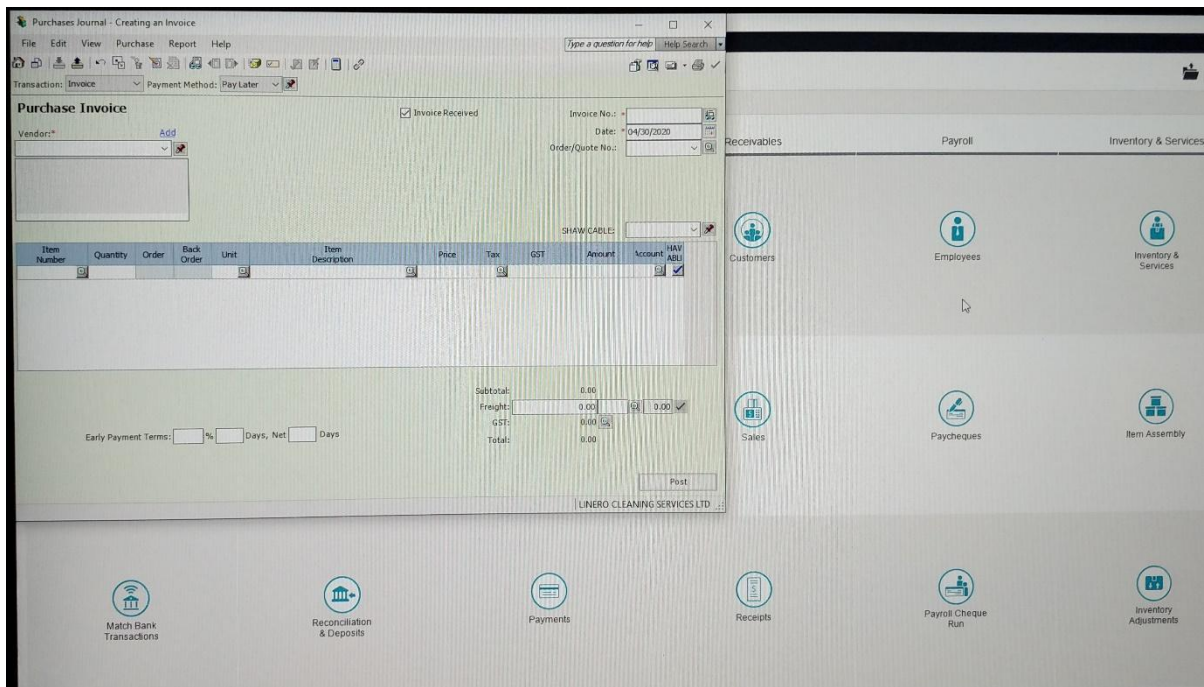 Purchases Journal - Creating an Invoice
File Edit View Purchase Report Help
Type a question for help Help Search
Transaction: Invoice Payment Method: Pay Later
Purchase Invoice
Invoice Received
Invoice No.: *
Vendor:* Add
Date: * 04/30/2020
Order/Quote No.:
SHAW CABLE:
Item Number Quantity Order Back Order Unit Item Description Price Tax GST Amount Account HAV ABLI
Subtotal: 0.00
Freight: 0.00 0.00
GST: 0.00
Early Payment Terms: % Days, Net Days
Total: 0.00
Post
LINERO CLEANING SERVICES LTD
Receivables Payroll Inventory & Services
Customers Employees Inventory & Services
Sales Paycheques Item Assembly
Match Bank Transactions
Reconciliation & Deposits
Payments
Receipts
Payroll Cheque Run
Inventory Adjustments